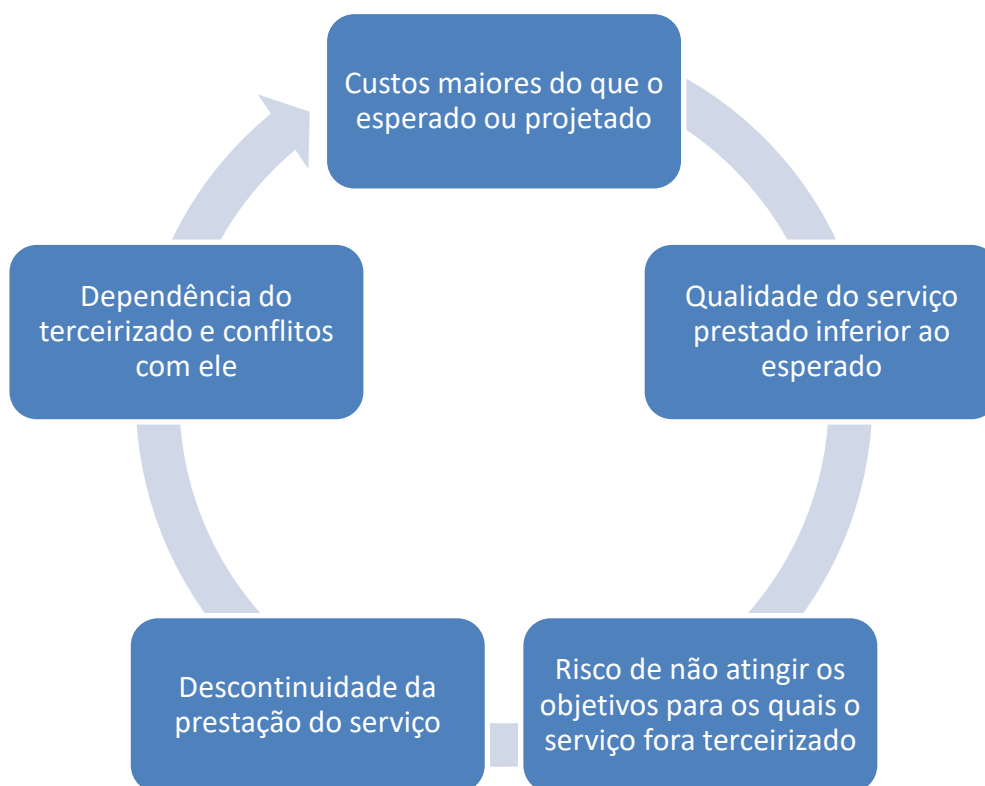 Custos maiores do que o
esperado ou projetado
Qualidade do serviço
prestado inferior ao
esperado
Risco de não atingir os
objetivos para os quais o
serviço fora terceirizado
Descontinuidade da
prestação do serviço
Dependência do
terceirizado e conflitos
com ele